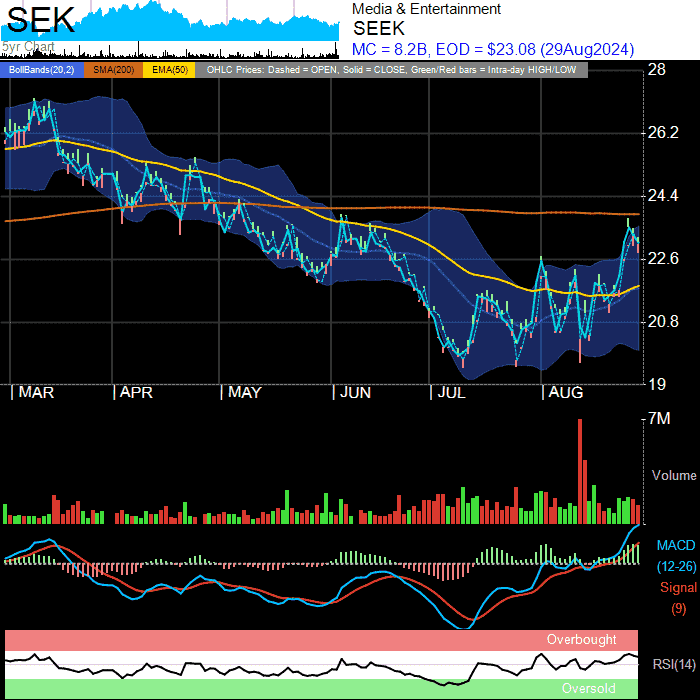 SEK
Media & Entertainment
SEEK
5yr Chart
MC = 8.2B, EOD = $23.08 (29Aug2024)
BollBands(20,2) SMA(200) EMA(50) OHLC Prices: Dashed = OPEN, Solid = CLOSE, Green/Red bars = Intra-day HIGH/LOW
28
26.2
24.4
22.6
20.8
19
MAR APR MAY JUN JUL AUG
7M
Volume
MACD
(12-26)
Signal
(9)
Overbought
RSI(14)
Oversold